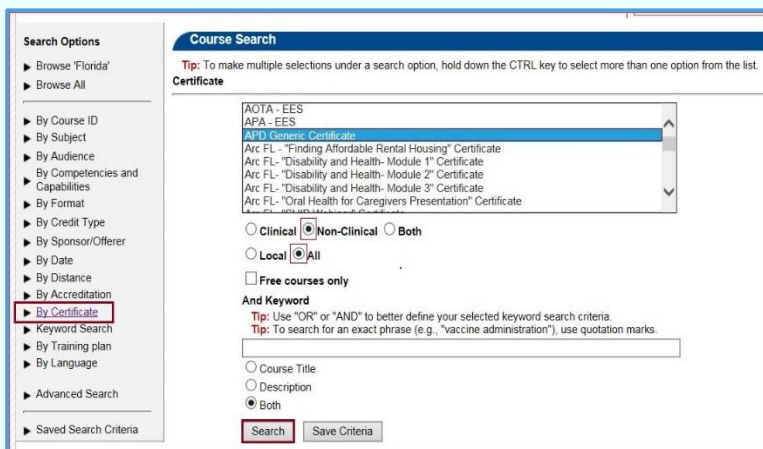 Search Options
Browse 'Florida'
Browse All
By Course ID
By Subject
By Audience
By Competencies and
Capabilities
By Format
By Credit Type
By Sponsor/Offerer
By Date
By Distance
By Accreditation
By Certificate
Keyword Search
By Training plan
By Language
Advanced Search
Saved Search Criteria
Course Search
Tip: To make multiple selections under a search option, hold down the CTRL key to select more than one option from the list.
Certificate
AOTA - EES
APA - EES
APD Generic Certificate
Arc FL - "Finding Affordable Rental Housing" Certificate
Arc FL- "Disability and Health- Module 1" Certificate
Arc FL- "Disability and Health- Module 2" Certificate
Arc FL- "Disability and Health- Module 3" Certificate
Arc FL- "Oral Health for Caregivers Presentation" Certificate
Clinical Non-Clinical Both
Local All
Free courses only
And Keyword
Tip: Use "OR" or "AND" to better define your selected keyword search criteria.
Tip: To search for an exact phrase (e.g., "vaccine administration"), use quotation marks.
Course Title
Description
Both
Search Save Criteria